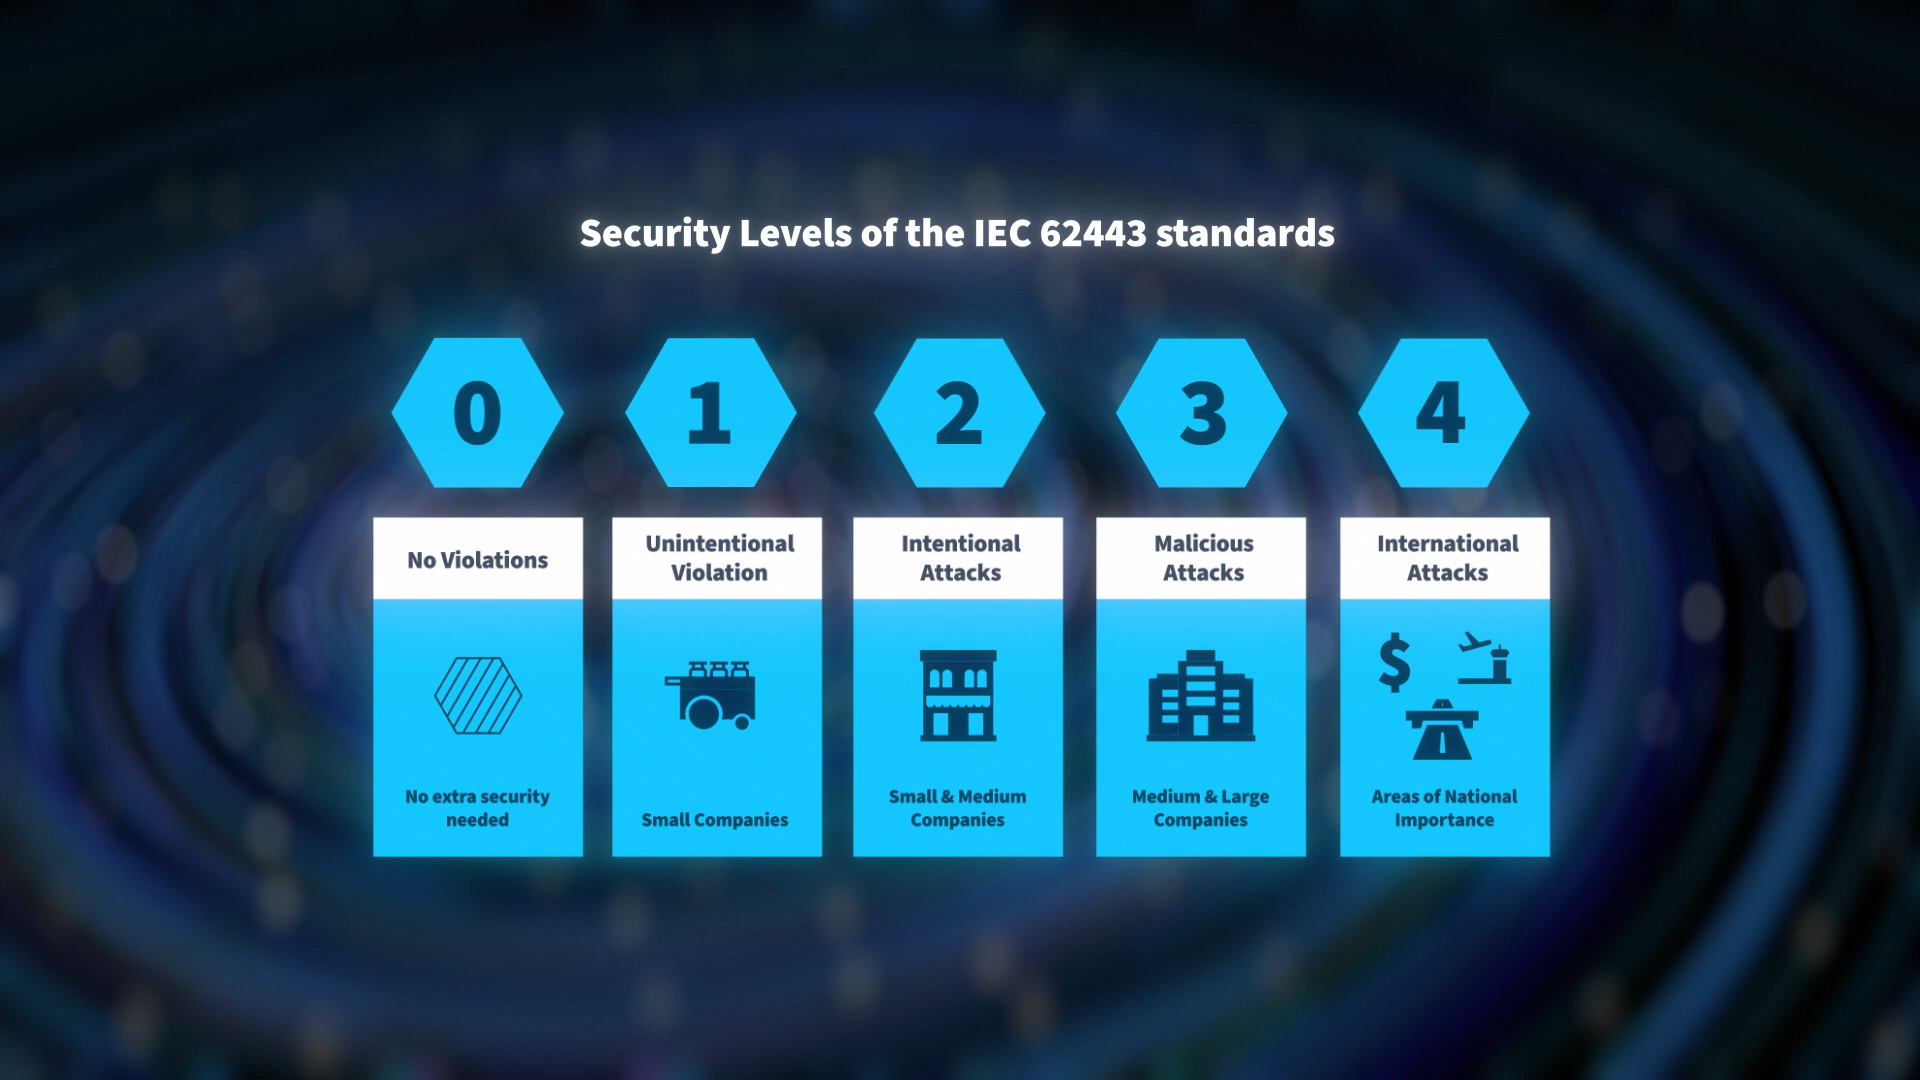 Security Levels of the IEC 62443 standards
0
1
2
3
4
No Violations
Unintentional
Violation
Intentional
Attacks
Malicious
Attacks
International
Attacks
$
No extra security
needed
Small Companies
Small & Medium
Companies
Medium & Large
Companies
Areas of National
Importance